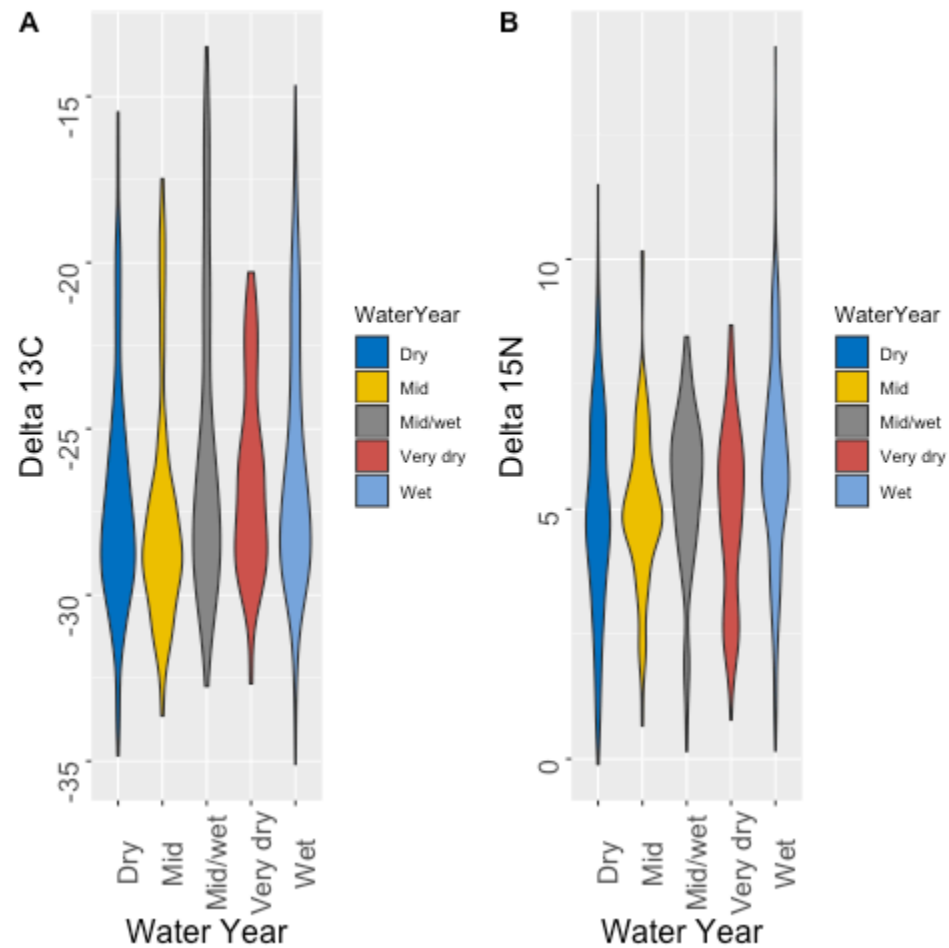 A
Delta 13C
-15
-20
-25
-30
-35
Dry
Mid
Mid/wet
Very dry
Wet
Water Year
WaterYear
Dry
Mid
Mid/wet
Very dry
Wet
B
Delta 15N
10
5
0
Dry
Mid
Mid/wet
Very dry
Wet
Water Year
WaterYear
Dry
Mid
Mid/wet
Very dry
Wet